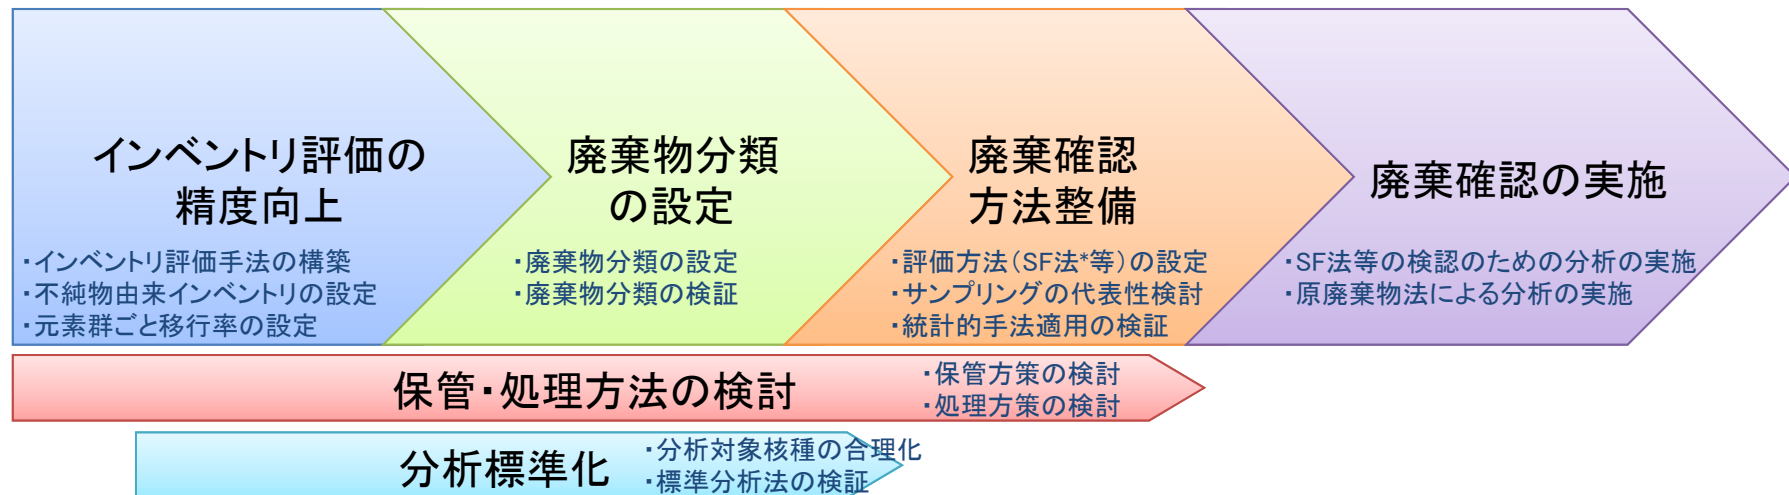 インベントリ評価の
精度向上
・インベントリ評価手法の構築
・不純物由来インベントリの設定
・元素群ごと移行率の設定
廃棄物分類
の設定
・廃棄物分類の設定
・廃棄物分類の検証
廃棄確認
方法整備
・評価方法(SF法*等)の設定
・サンプリングの代表性検討
・統計的手法適用の検証
廃棄確認の実施
・SF法等の検認のための分析の実施
・原廃棄物法による分析の実施
保管・処理方法の検討
・保管方策の検討
・処理方策の検討
分析標準化
・分析対象核種の合理化
・標準分析法の検証